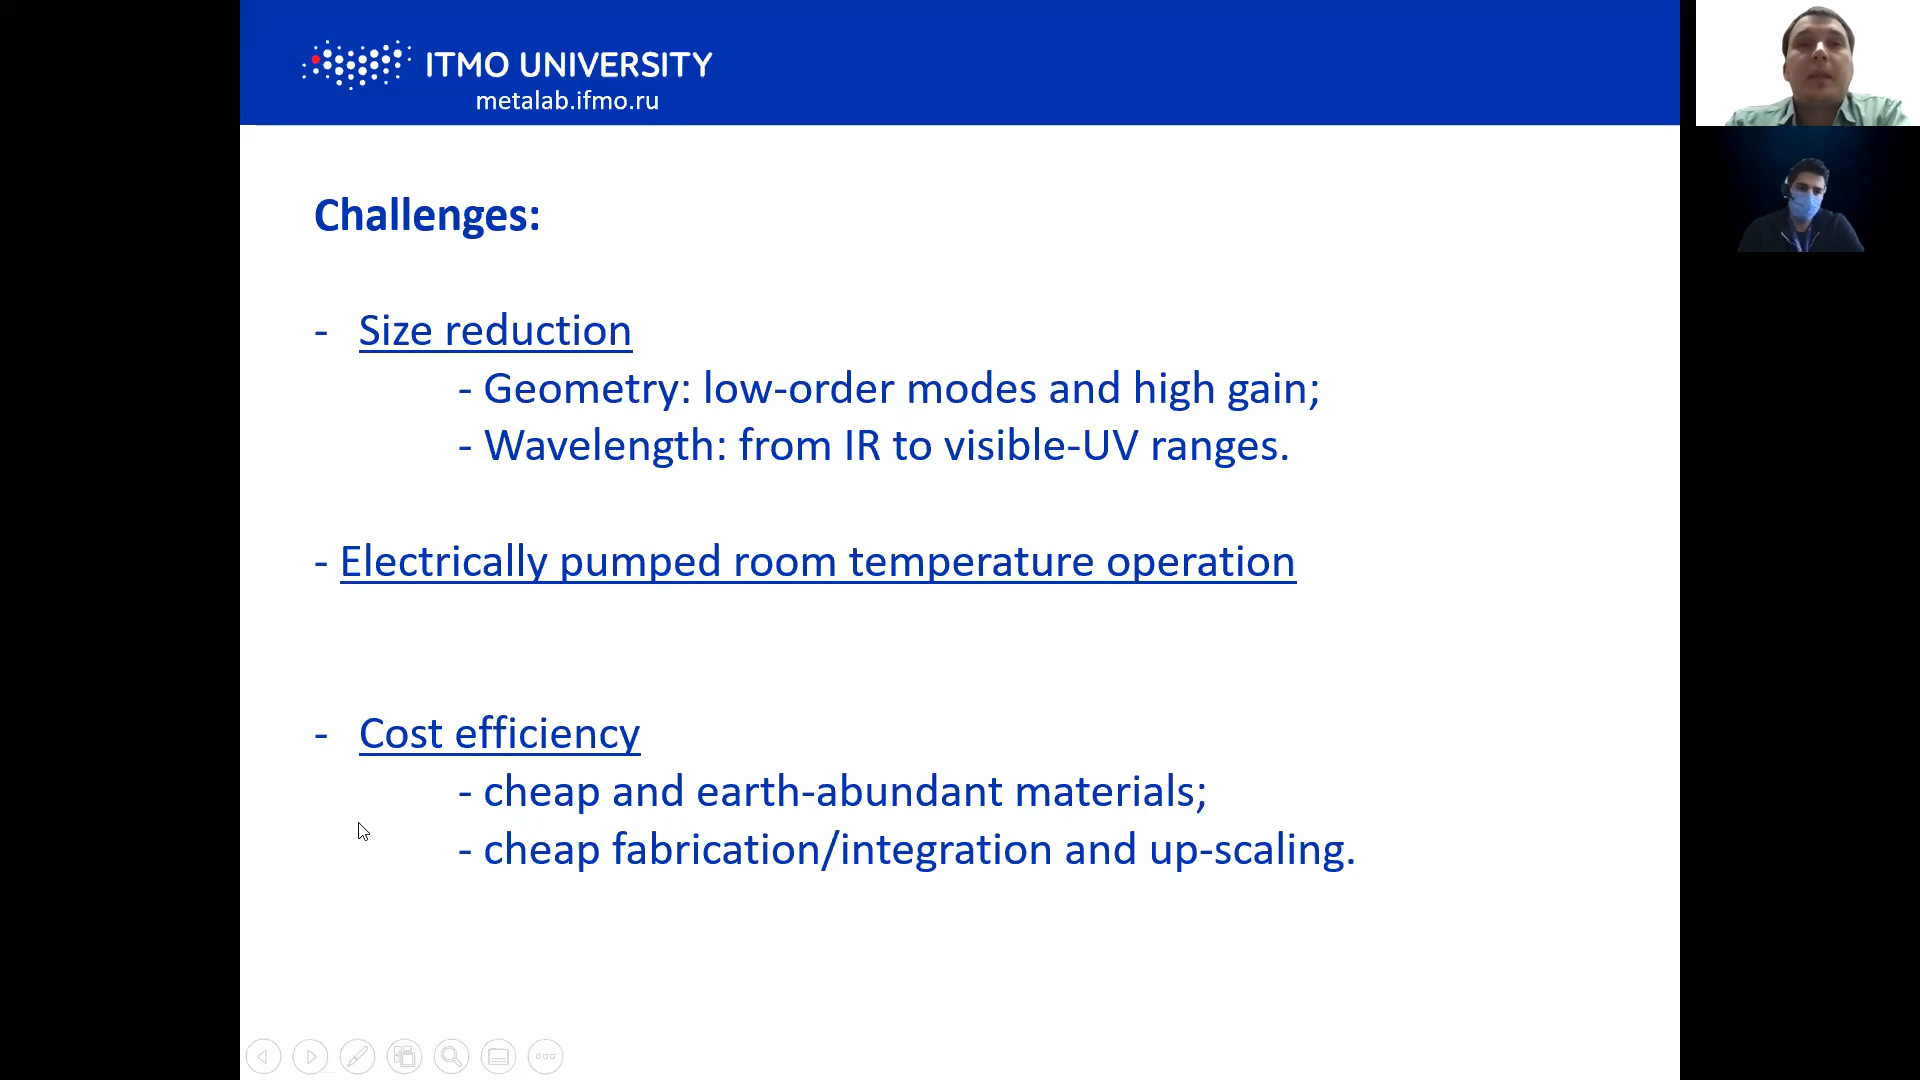 ITMO UNIVERSITY
metalab.ifmo.ru
Challenges:
- Size reduction
- Geometry: low-order modes and high gain;
- Wavelength: from IR to visible-UV ranges.
- Electrically pumped room temperature operation
- Cost efficiency
- cheap and earth-abundant materials;
- cheap fabrication/integration and up-scaling.